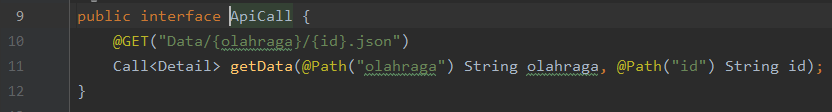 9 public interface ApiCall {
10 @GET("Data/{olahraga}/{id}.json")
11 Call<Detail> getData(@Path("olahraga") String olahraga, @Path("id") String id);
12 }